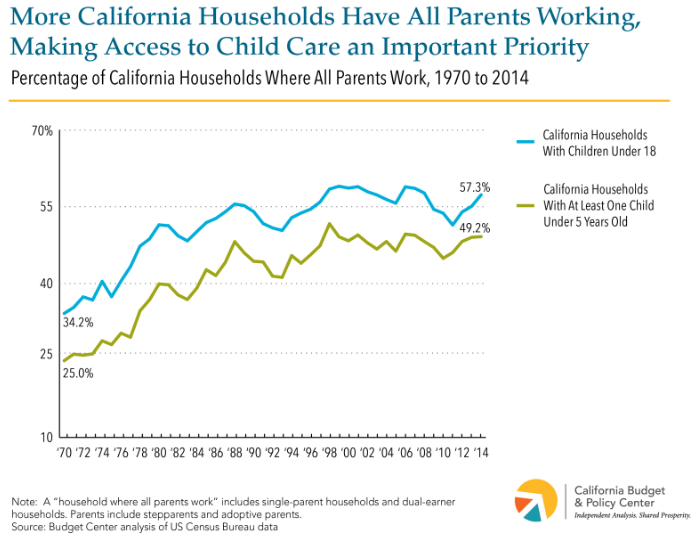 More California Households Have All Parents Working,
Making Access to Child Care an Important Priority
Percentage of California Households Where All Parents Work, 1970 to 2014
70%
55
40
25
10
57.3%
49.2%
34.2%
25.0%
'70 '72 '74 '76 '78 '80 '82 '84 '86 '88 '90 '92 '94 '96 '98 '00 '02 '04 '06 '08 '10 '12 '14
California Households
With Children Under 18
California Households
With At Least One Child
Under 5 Years Old
Note: A “household where all parents work” includes single-parent households and dual-earner
households. Parents include stepparents and adoptive parents.
Source: Budget Center analysis of US Census Bureau data
California Budget
& Policy Center
Independent Analysis. Shared Prosperity.